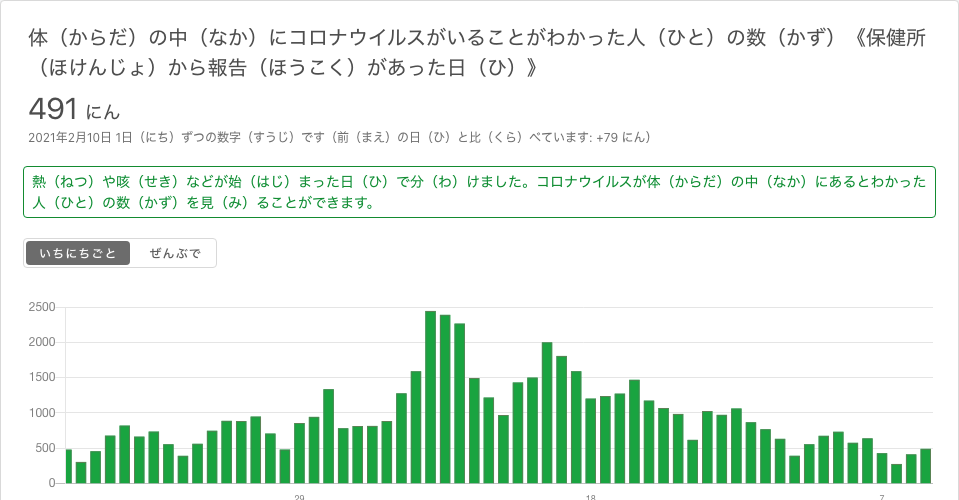 体（からだ）の中（なか）にコロナウイルスがいることがわかった人（ひと）の数（かず）《保健所
（ほけんじょ）から報告（ほうこく）があった日（ひ）》
491 にん
2021年2月10日 1日（にち）ずつの数字（すうじ）です（前（まえ）の日（ひ）と比（くら）べています: +79 にん）
熱（ねつ）や咳（せき）などが始（はじ）まった日（ひ）で分（わ）けました。コロナウイルスが体（からだ）の中（なか）にあるとわかった
人（ひと）の数（かず）を見（み）ることができます。
いちにちごと ぜんぶで
2500
2000
1500
1000
500
0
29 18 7